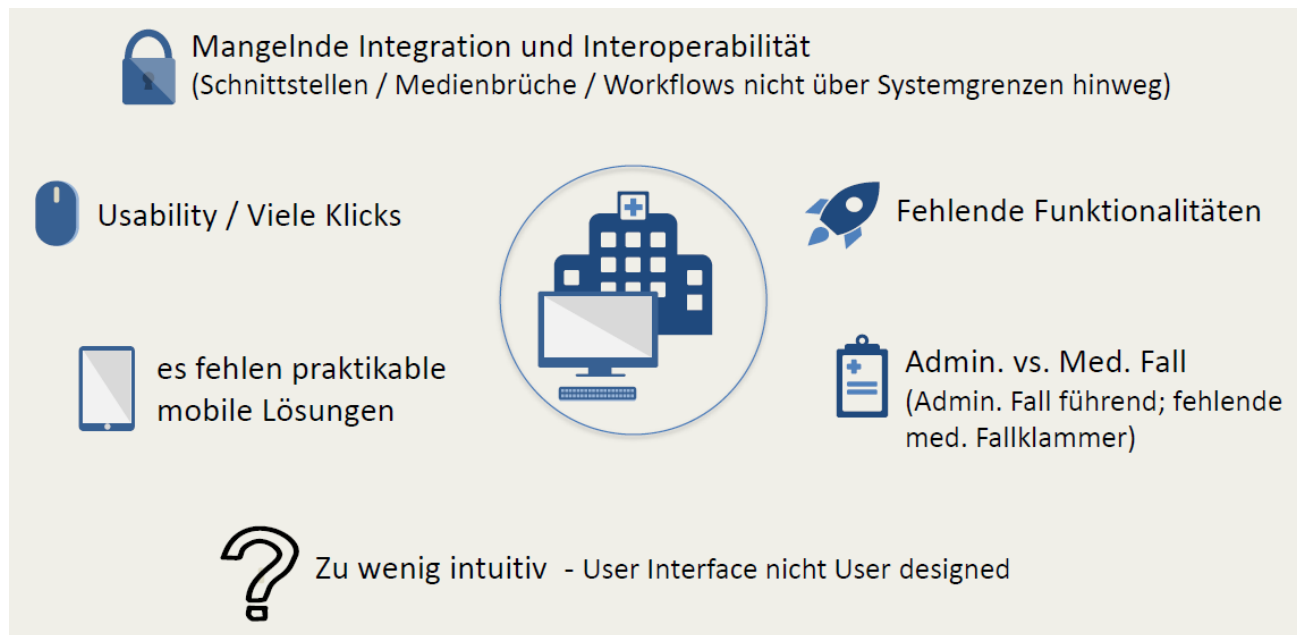 Mangelnde Integration und Interoperabilität
(Schnittstellen / Medienbrüche / Workflows nicht über Systemgrenzen hinweg)
Usability / Viele Klicks
Fehlende Funktionalitäten
es fehlen praktikable
mobile Lösungen
Admin. vs. Med. Fall
(Admin. Fall führend; fehlende
med. Fallklammer)
Zu wenig intuitiv - User Interface nicht User designed